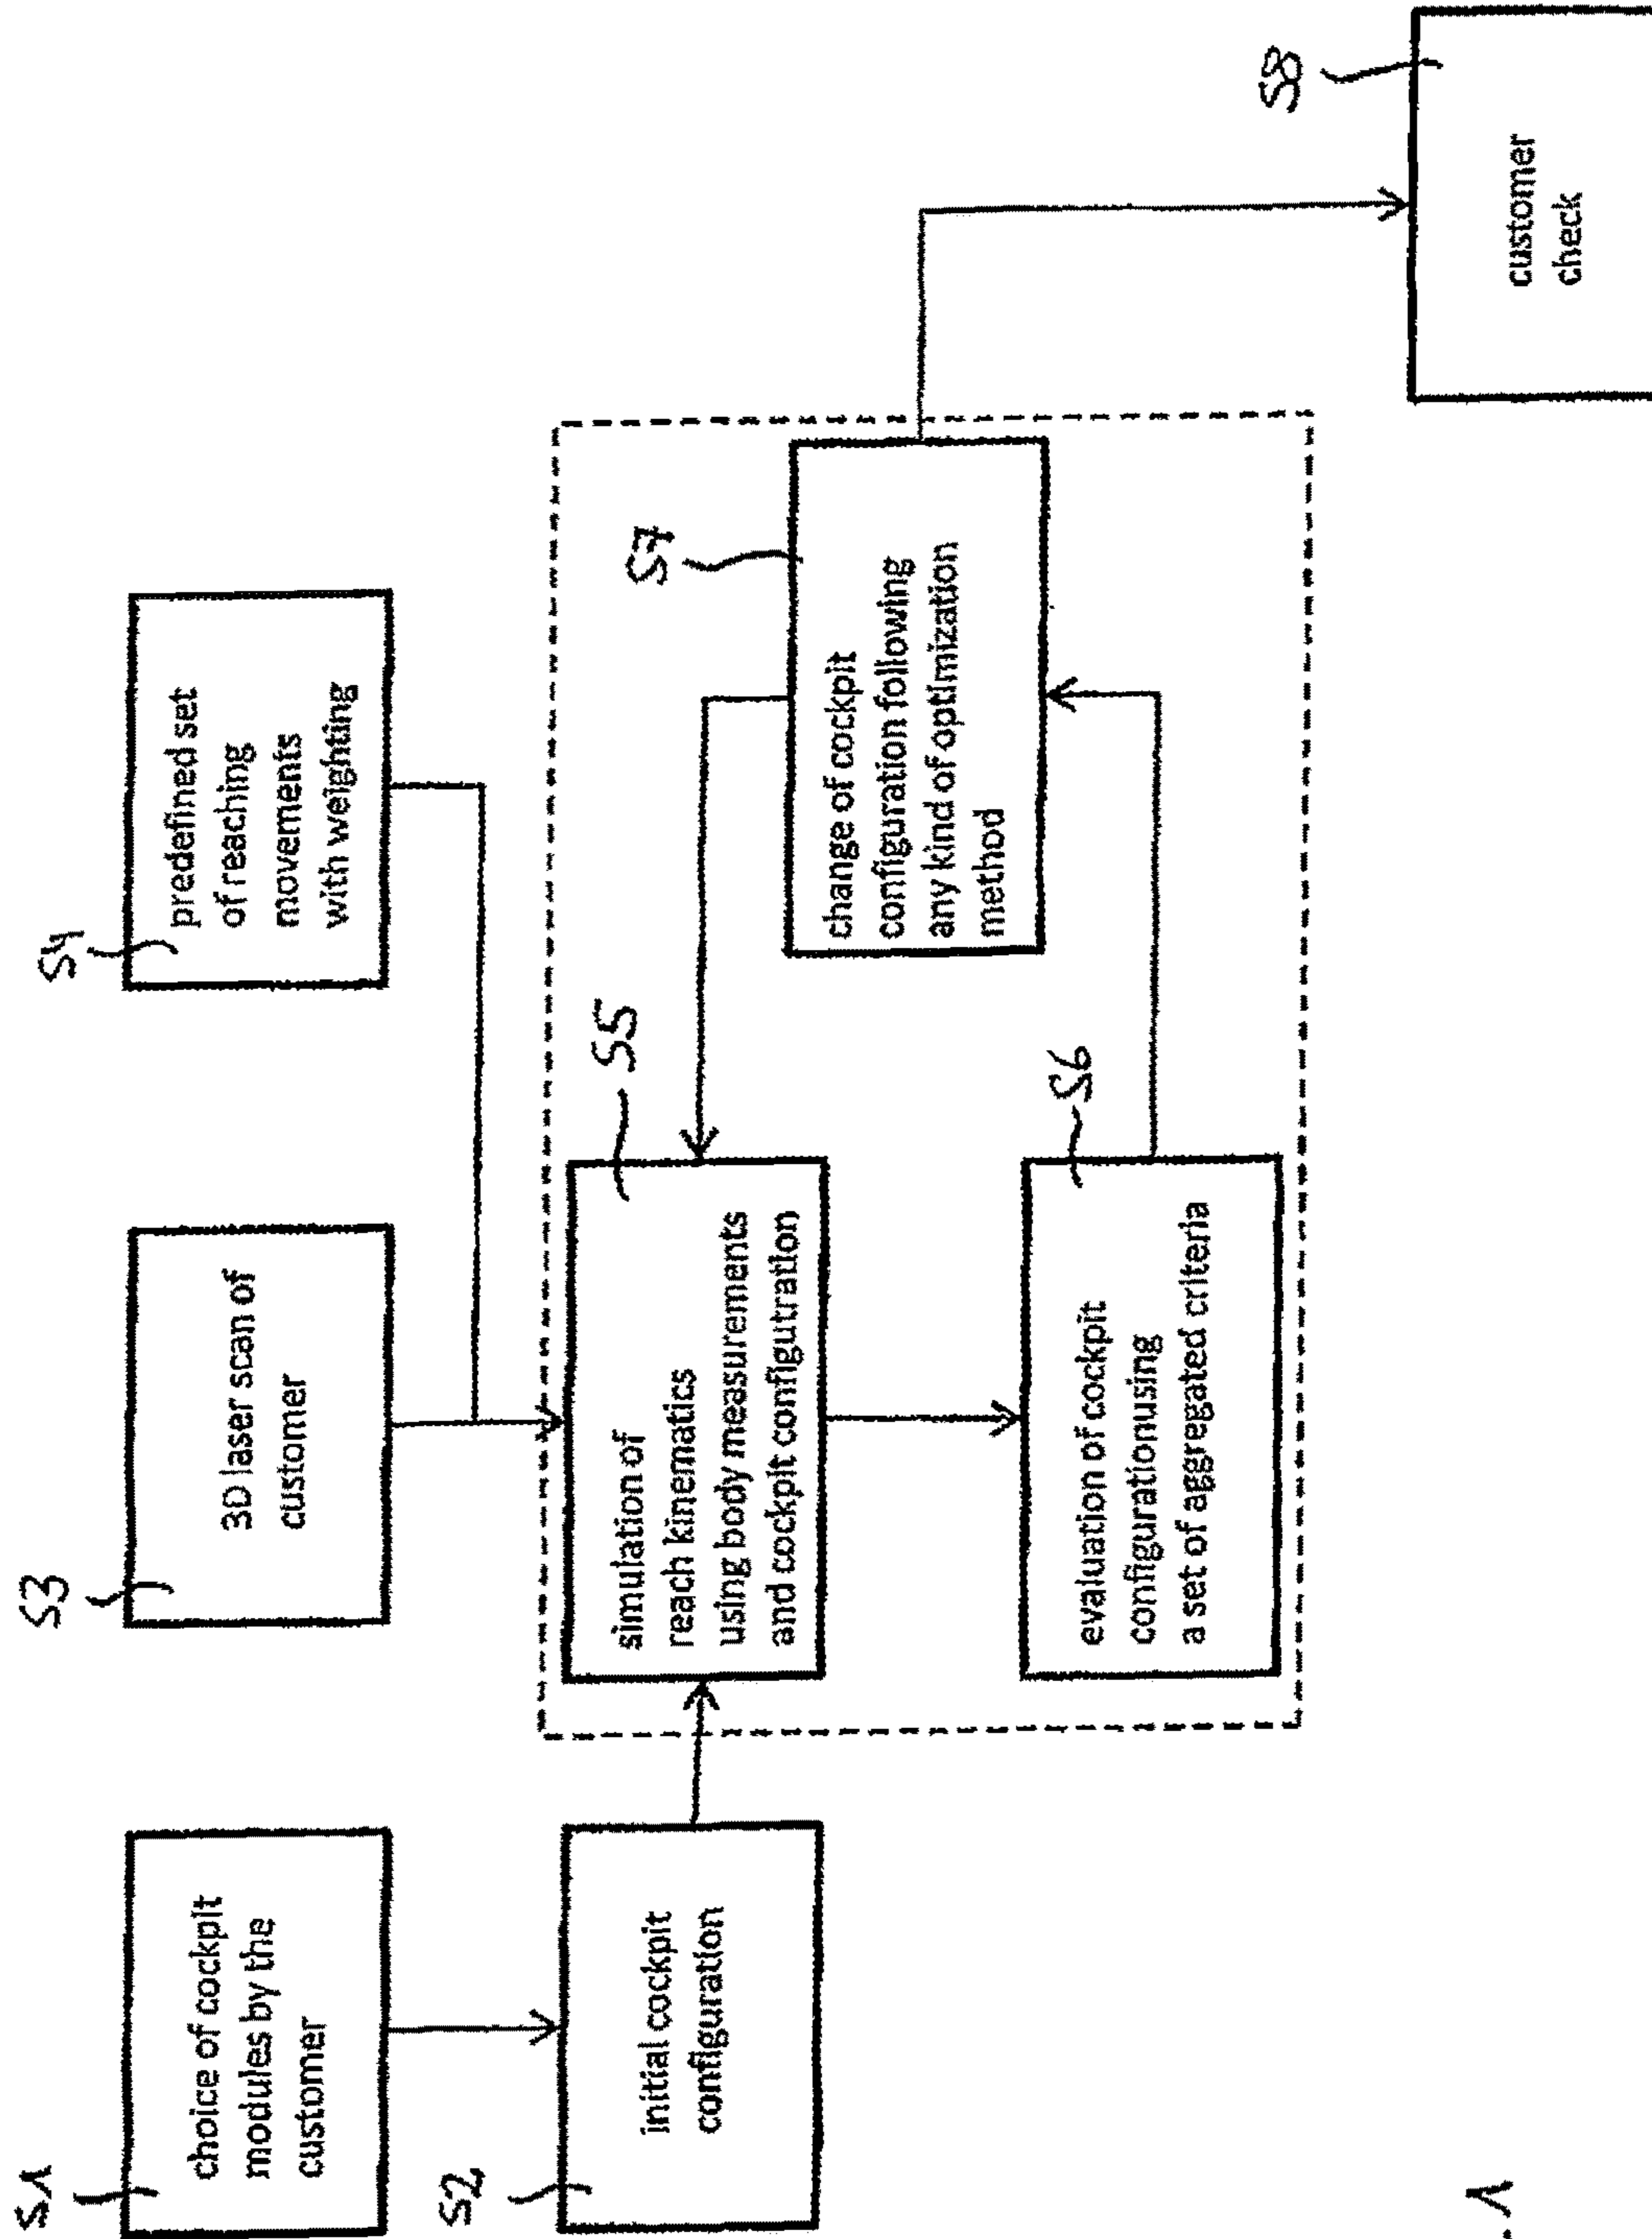 S1
choice of cockpit
modules by the
customer
S2
initial cockpit
configuration
S3
3D laser scan of
customer
S4
predefined set
of reaching
movements
with weighting
S5
simulation of
reach kinematics
using body measurements
and cockpit configutration
S6
evaluation of cockpit
configurationusing
a set of aggregated criteria
S7
change of cockpit
configuration following
any kind of optimization
method
S8
customer
check
1